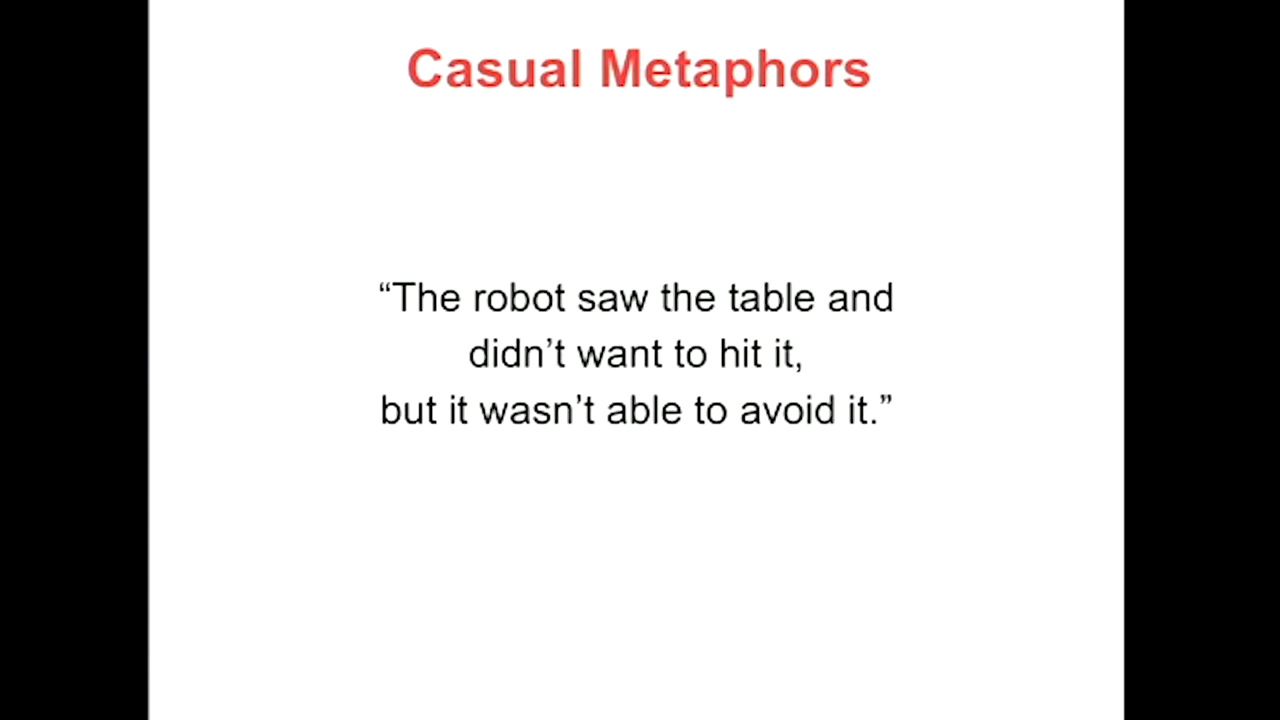 Casual Metaphors
“The robot saw the table and
didn’t want to hit it,
but it wasn’t able to avoid it.”